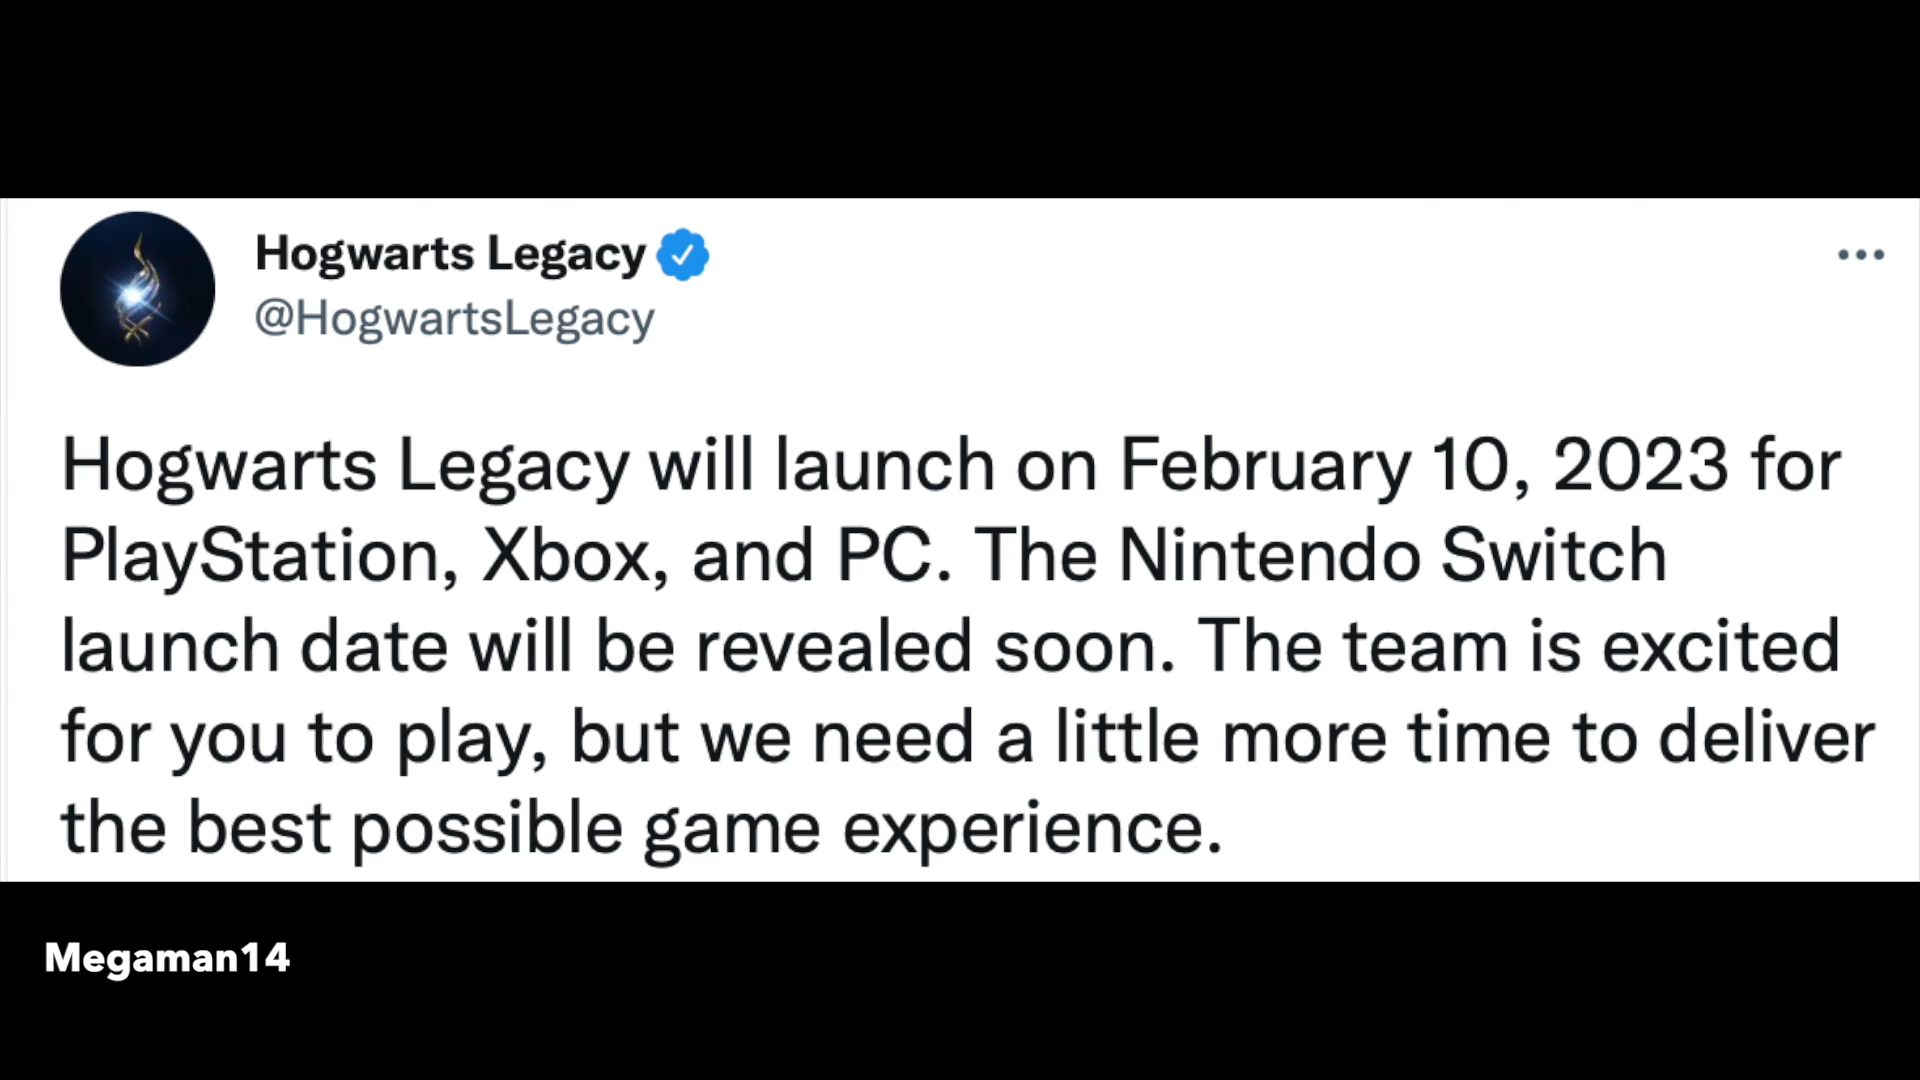 Hogwarts Legacy
@HogwartsLegacy
Hogwarts Legacy will launch on February 10, 2023 for
PlayStation, Xbox, and PC. The Nintendo Switch
launch date will be revealed soon. The team is excited
for you to play, but we need a little more time to deliver
the best possible game experience.
Megaman14